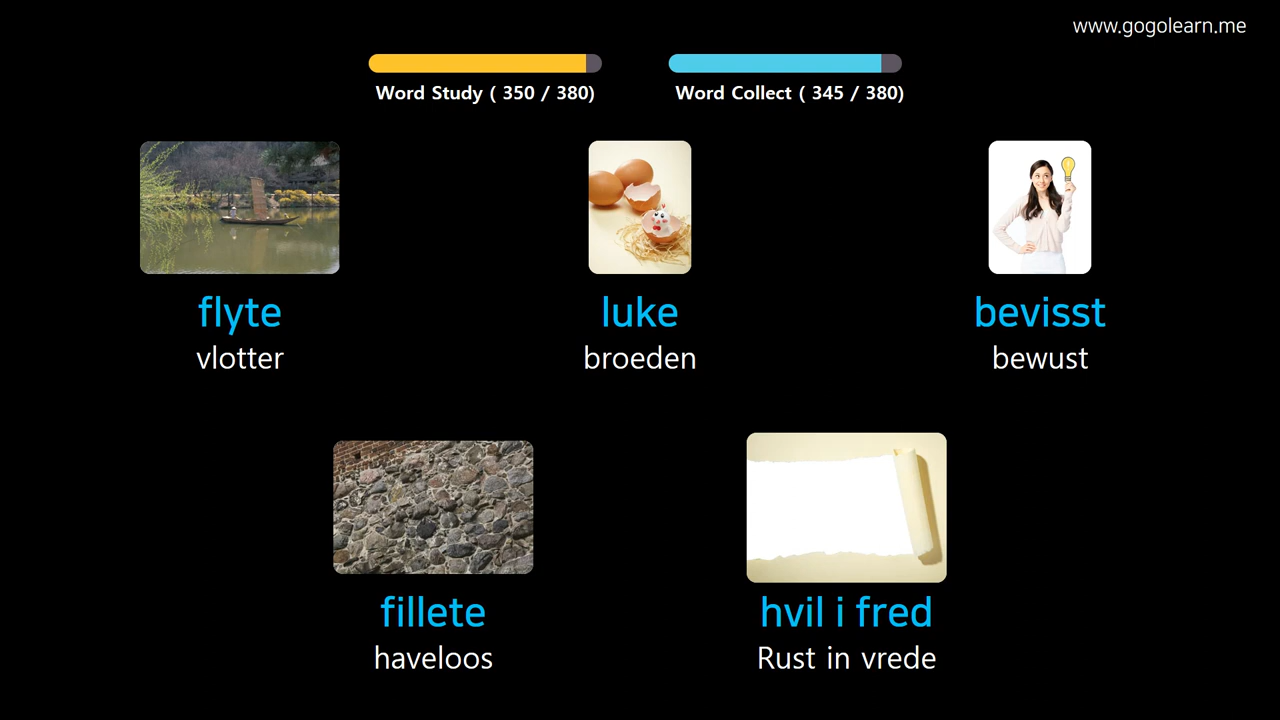 www.gogolearn.me
Word Study ( 350 / 380)
Word Collect ( 345 / 380)
flyte
vlotter
luke
broeden
bevisst
bewust
fillete
haveloos
hvil i fred
Rust in vrede